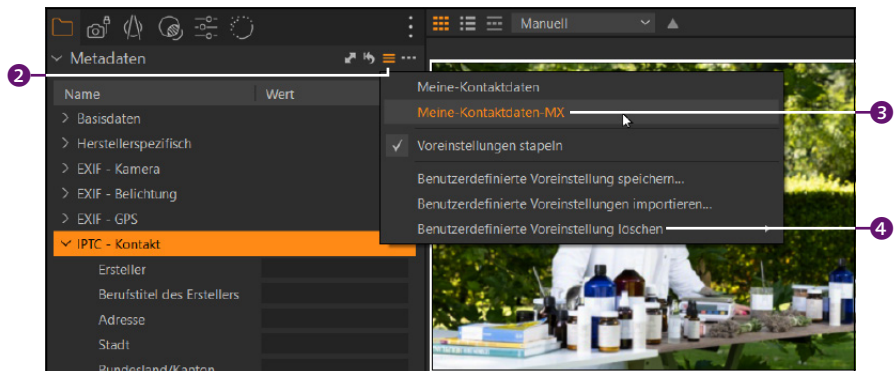 Manuell
Metadaten
2
Name Wert
Meine-Kontaktdaten
Meine-Kontaktdaten-MX
3
Basisdaten
Herstellerspezifisch
Voreinstellungen stapeln
EXIF - Kamera
Benutzerdefinierte Voreinstellung speichern...
EXIF - Belichtung
Benutzerdefinierte Voreinstellungen importieren...
EXIF - GPS
Benutzerdefinierte Voreinstellung löschen
4
IPTC - Kontakt
Ersteller
Berufstitel des Erstellers
Adresse
Stadt
Bundesland/Kanton